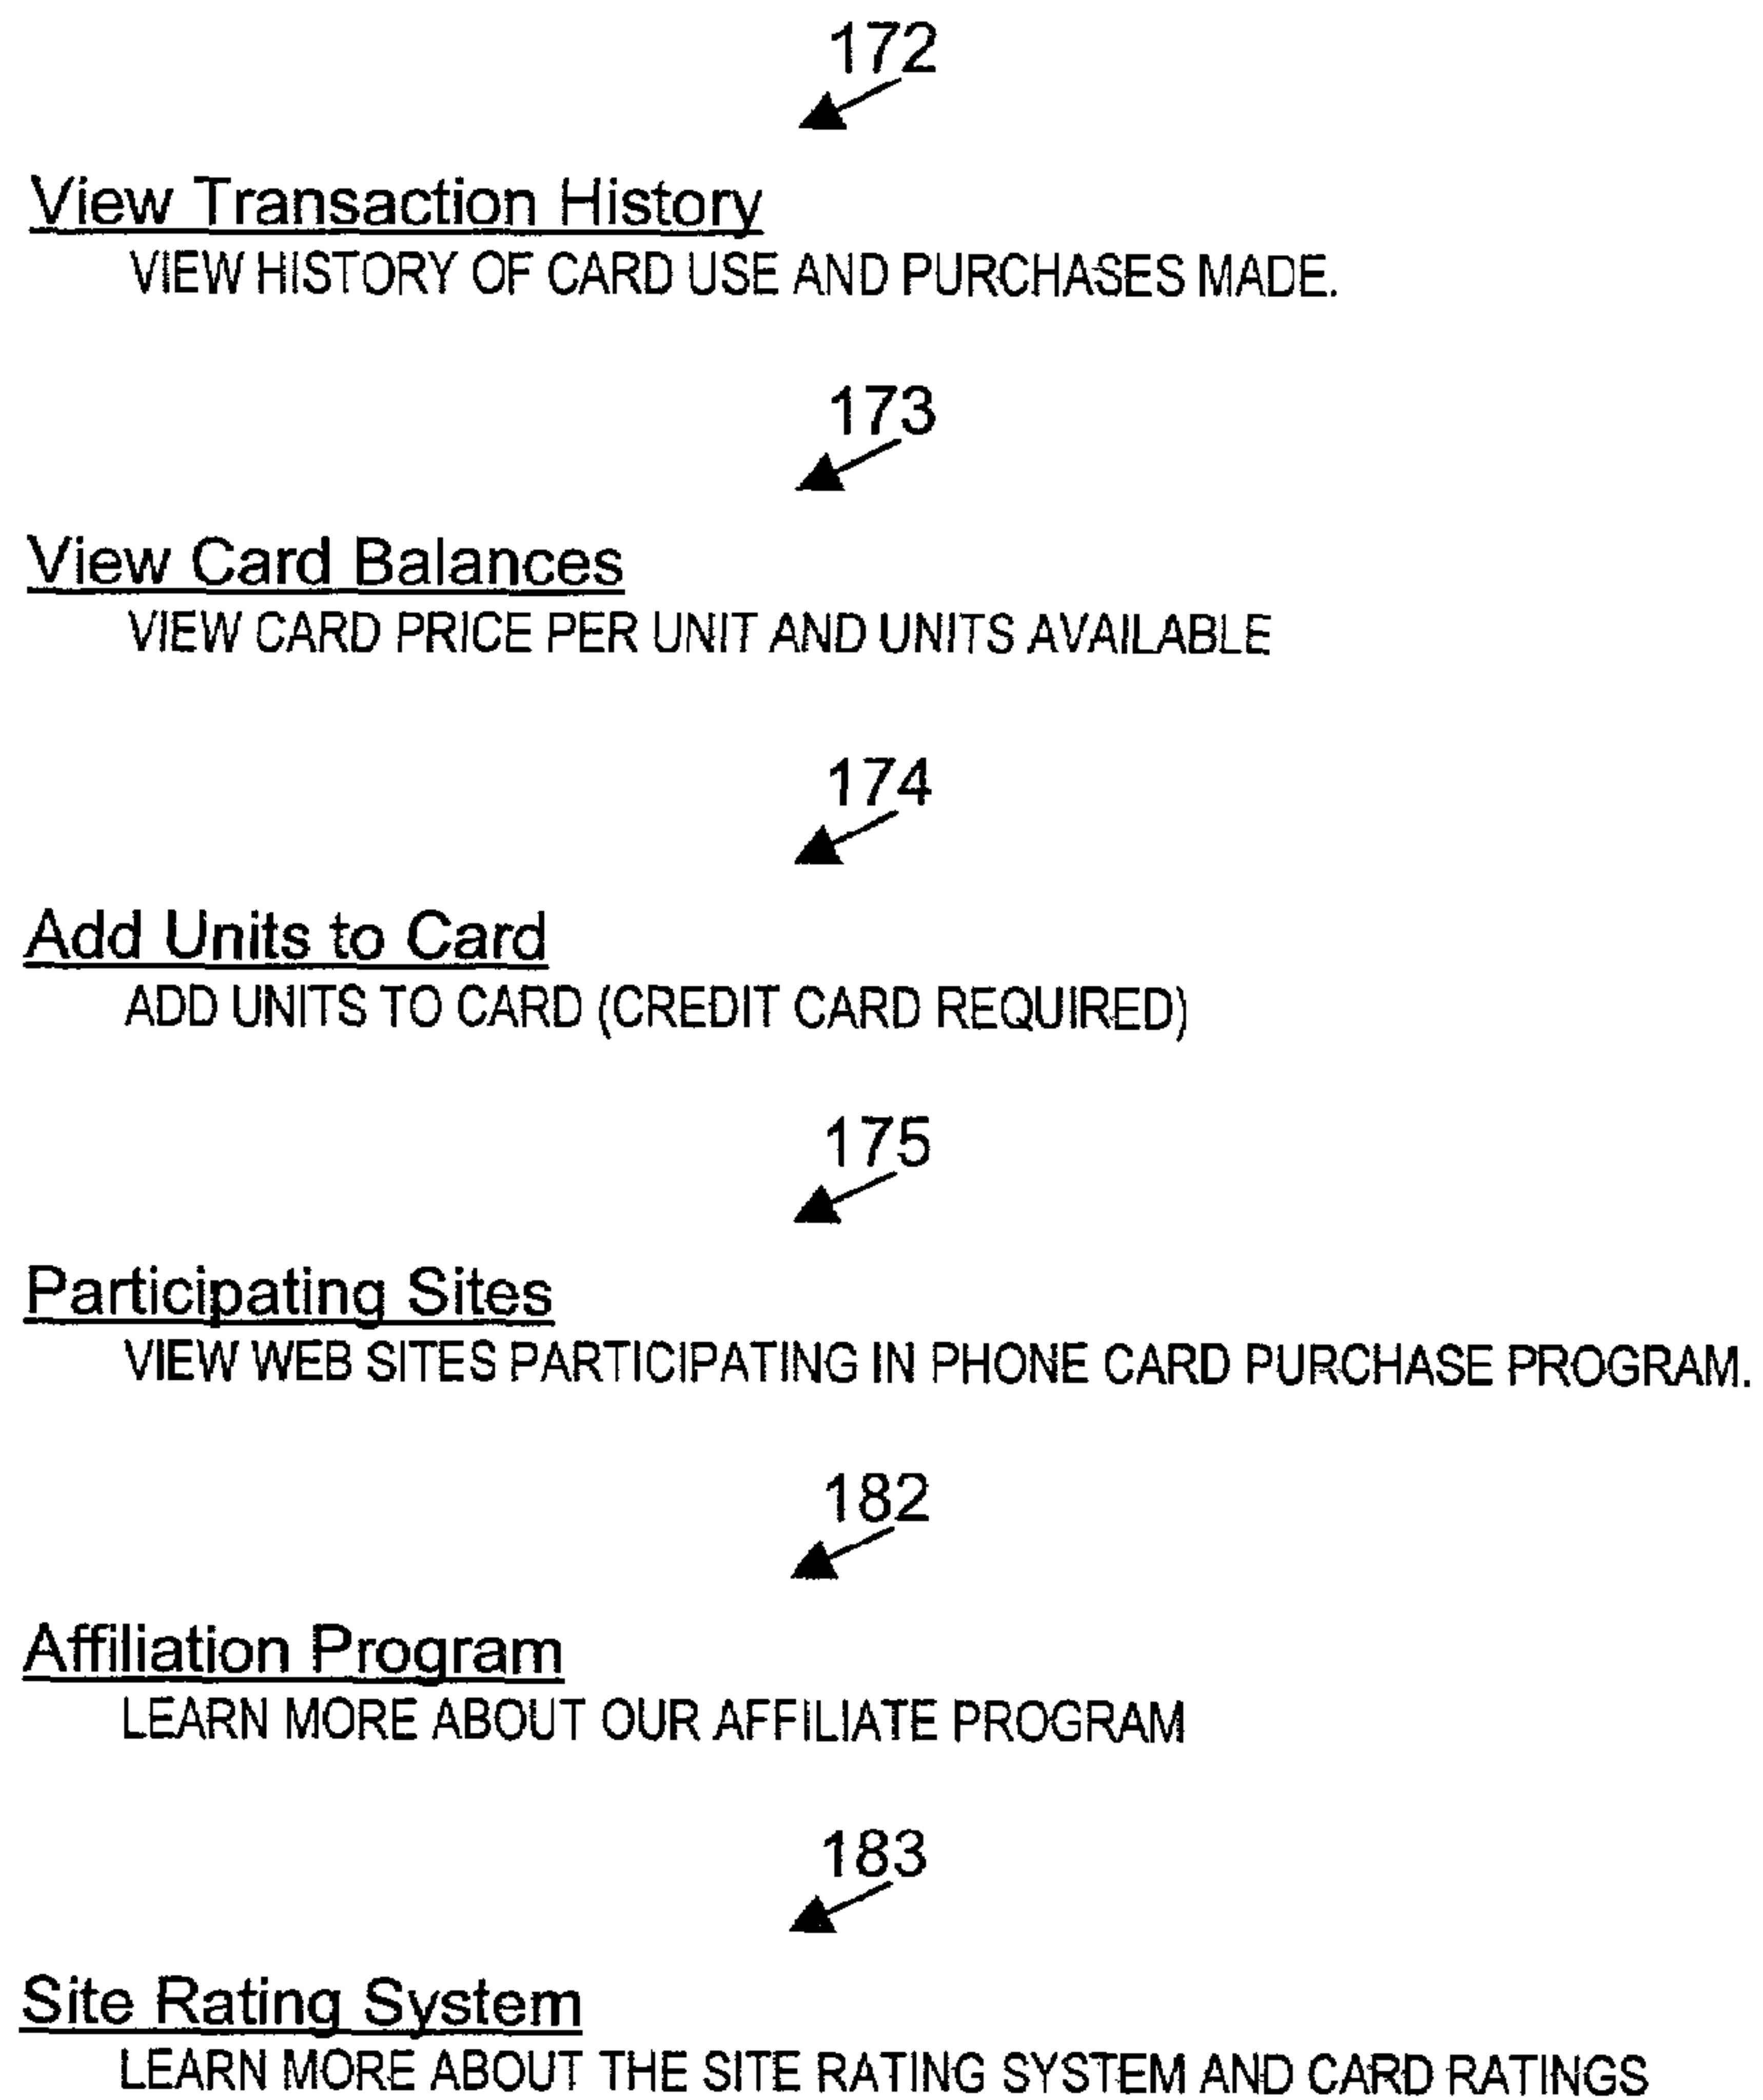 172
View Transaction History
VIEW HISTORY OF CARD USE AND PURCHASES MADE.
173
View Card Balances
VIEW CARD PRICE PER UNIT AND UNITS AVAILABLE
174
Add Units to Card
ADD UNITS TO CARD (CREDIT CARD REQUIRED)
175
Participating Sites
VIEW WEB SITES PARTICIPATING IN PHONE CARD PURCHASE PROGRAM.
182
Affiliation Program
LEARN MORE ABOUT OUR AFFILIATE PROGRAM
183
Site Rating System
LEARN MORE ABOUT THE SITE RATING SYSTEM AND CARD RATINGS